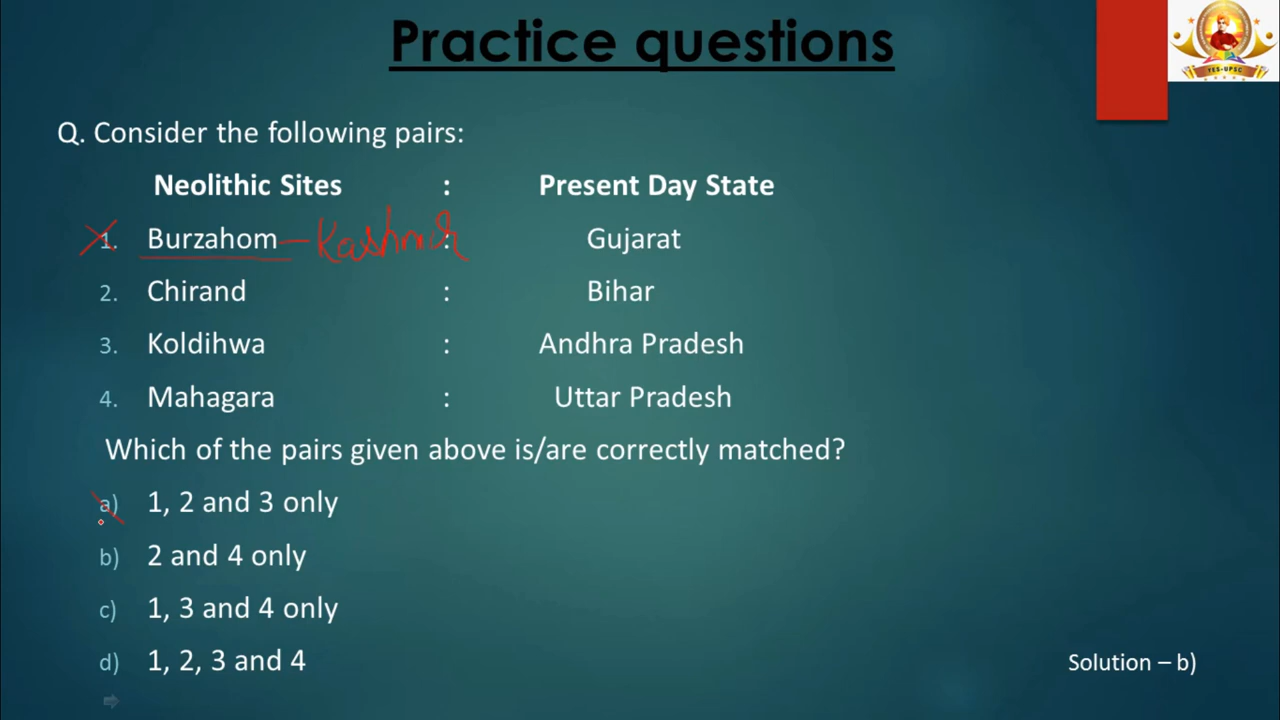 Practice questions
YES-UPSC
Q. Consider the following pairs:
Neolithic Sites : Present Day State
1. Burzahom - Kashmir : Gujarat
2. Chirand : Bihar
3. Koldihwa : Andhra Pradesh
4. Mahagara : Uttar Pradesh
Which of the pairs given above is/are correctly matched?
a) 1, 2 and 3 only
b) 2 and 4 only
c) 1, 3 and 4 only
d) 1, 2, 3 and 4
Solution – b)